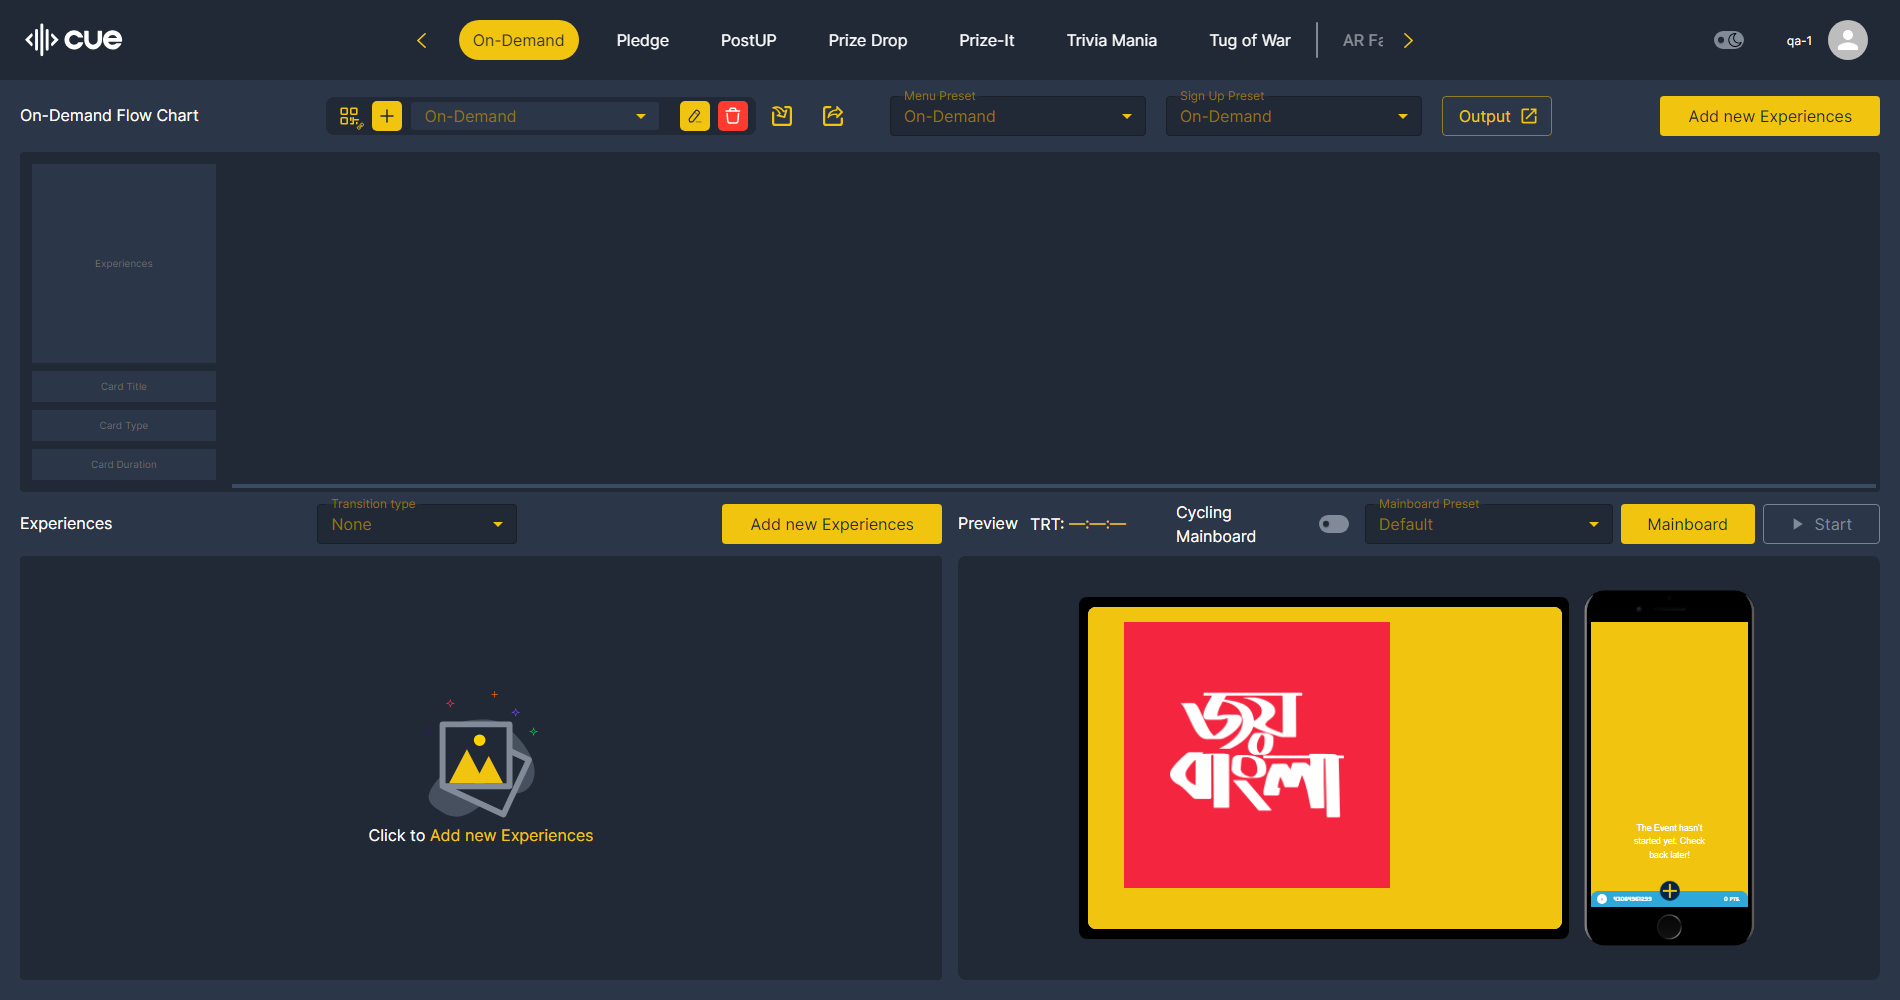 cue
On-Demand
Pledge
PostUP
Prize Drop
Prize-It
Trivia Mania
Tug of War
AR Fa
qa-1
On-Demand Flow Chart
On-Demand
Menu Preset
On-Demand
Sign Up Preset
On-Demand
Output
Add new Experiences
Experiences
Card Title
Card Type
Card Duration
Experiences
Transition type
None
Add new Experiences
Preview
TRT: —:—:—
Cycling
Mainboard
Mainboard Preset
Default
Mainboard
Start
Click to Add new Experiences
জয়
বাংলা
The Event hasn't
started yet. Check
back later!
0 PTS.